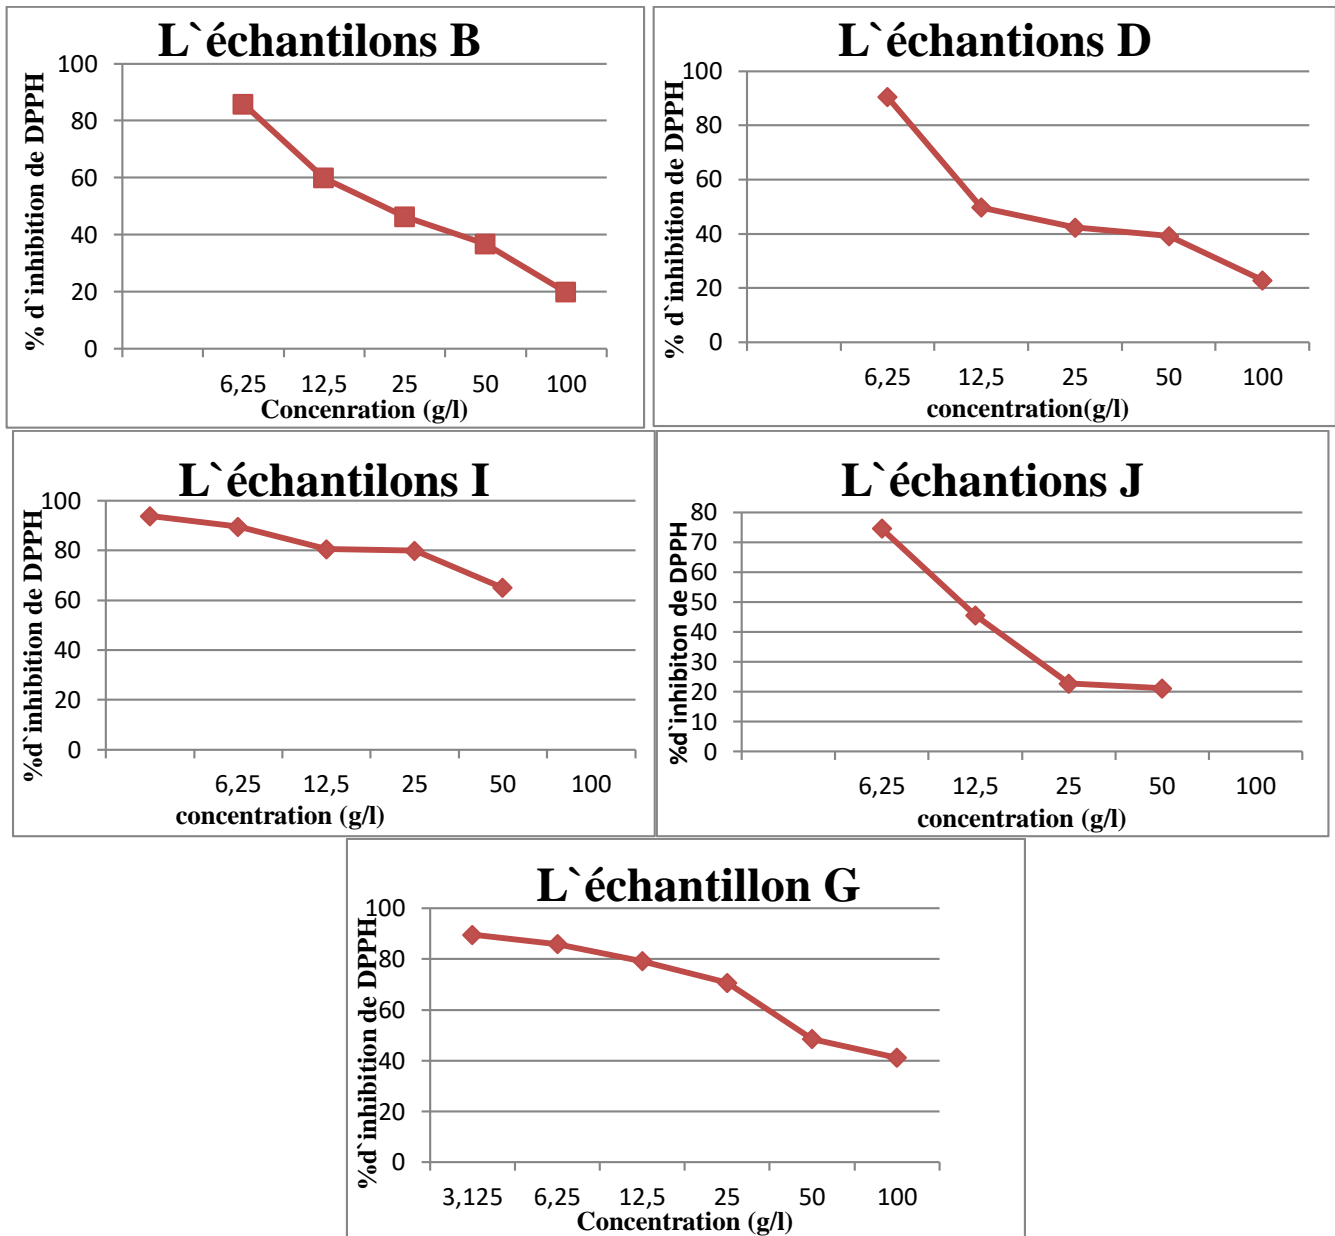 L`échantilons B
% d`inhibition de DPPH
100
80
60
40
20
0
6,25 12,5 25 50 100
Concenration (g/l)
L`échantions D
% d`inhibition de DPPH
100
80
60
40
20
0
6,25 12,5 25 50 100
concentration(g/l)
L`échantilons I
%d`inhibition de DPPH
100
80
60
40
20
0
6,25 12,5 25 50 100
concentration (g/l)
L`échantions J
%d`inhibiton de DPPH
80
70
60
50
40
30
20
10
0
6,25 12,5 25 50 100
concentration (g/l)
L`échantillon G
%d`inhibition de DPPH
100
80
60
40
20
0
3,125 6,25 12,5 25 50 100
Concentration (g/l)